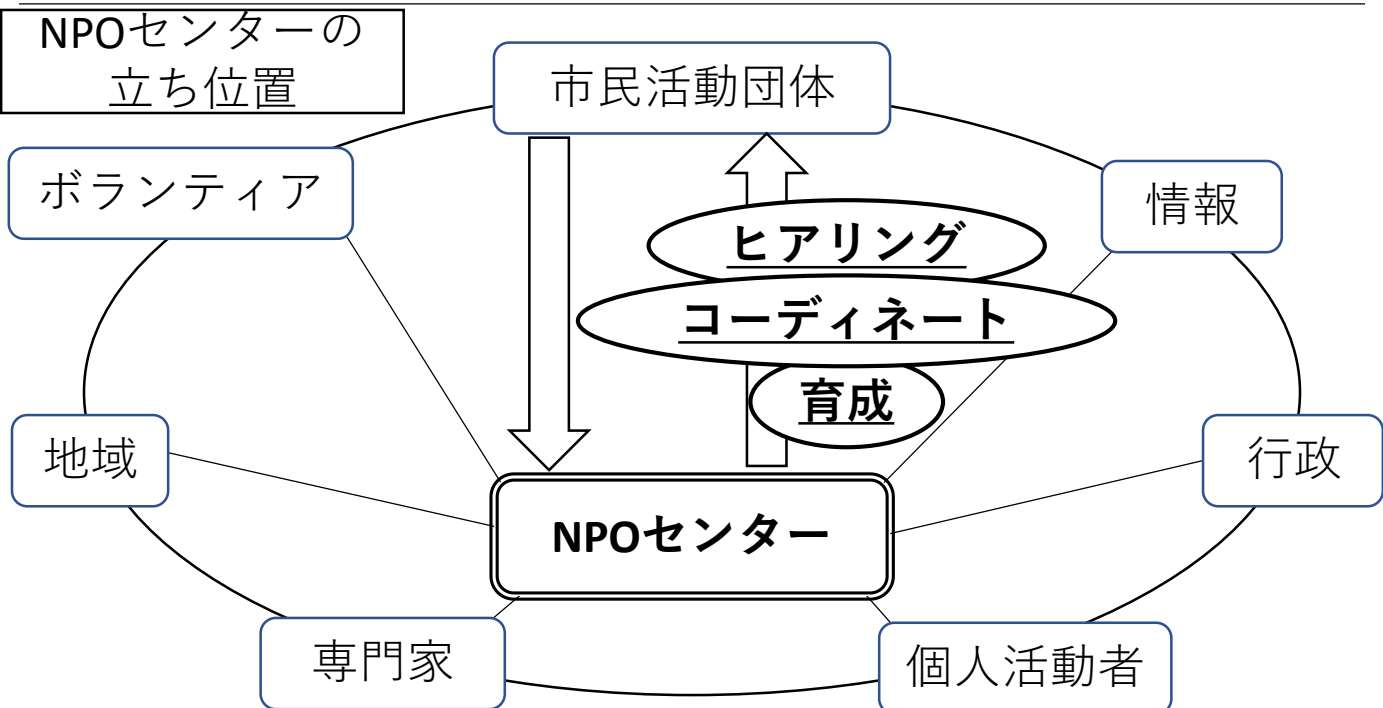 NPOセンターの
立ち位置
市民活動団体
ボランティア
情報
ヒアリング
コーディネート
育成
地域
行政
NPOセンター
専門家
個人活動者